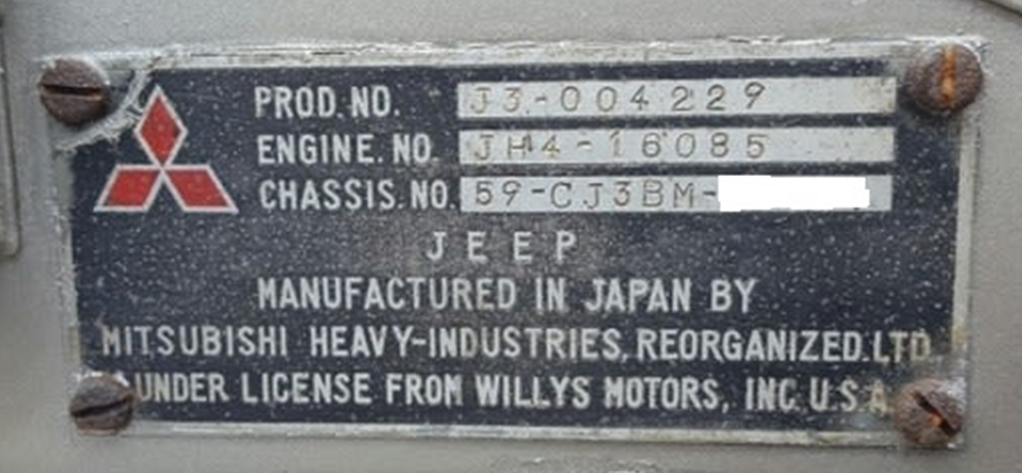 PROD. NO. J3-004229
ENGINE. NO. JH4-16085
CHASSIS. NO. 59-CJ3BM-
JEEP
MANUFACTURED IN JAPAN BY
MITSUBISHI HEAVY-INDUSTRIES, REORGANIZED. LTD.
UNDER LICENSE FROM WILLYS MOTORS, INC. U.S.A.